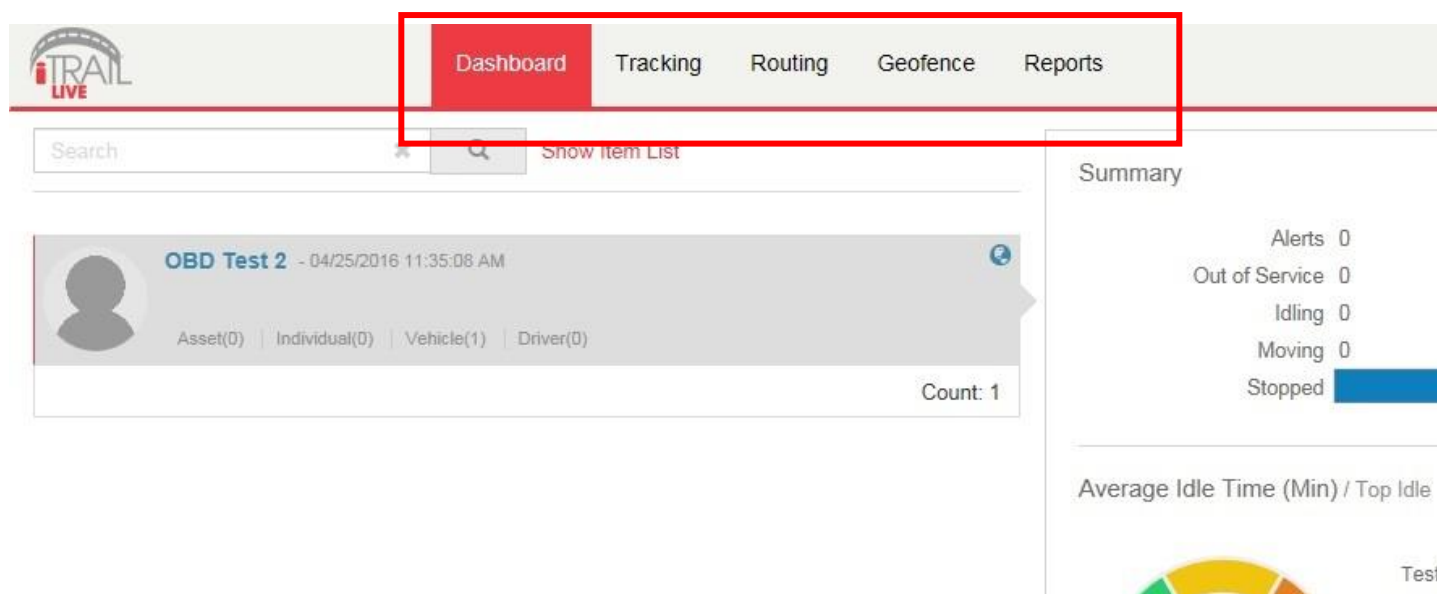 iTRAIL
LIVE
Dashboard Tracking Routing Geofence Reports
Search
Show Item List
OBD Test 2 - 04/25/2016 11:35:08 AM
Asset(0) | Individual(0) | Vehicle(1) | Driver(0)
Count: 1
Summary
Alerts 0
Out of Service 0
Idling 0
Moving 0
Stopped
Average Idle Time (Min) / Top Idle
Test